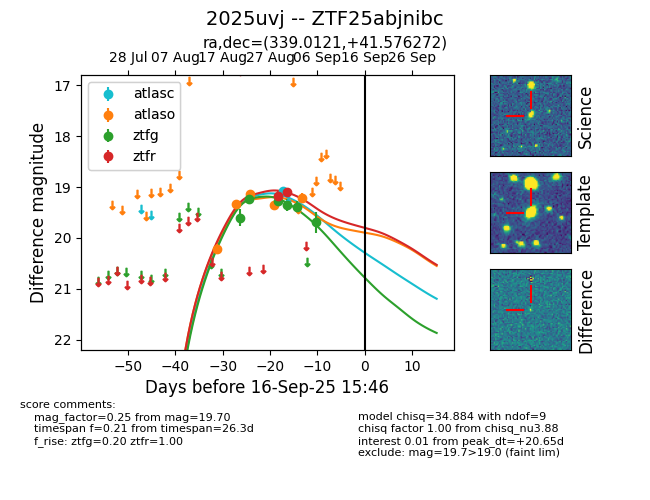 2025uvj -- ZTF25abjnibc
ra,dec=(339.0121,+41.576272)
28 Jul 07 Aug 17 Aug 27 Aug 06 Sep 16 Sep 26 Sep
atlasc
atlaso
ztfg
ztfr
17
18
19
20
21
22
Difference magnitude
−50 −40 −30 −20 −10 0 10
Days before 16-Sep-25 15:46
Science
Template
Difference
score comments:
mag_factor=0.25 from mag=19.70
timespan f=0.21 from timespan=26.3d
f_rise: ztfg=0.20 ztfr=1.00
model chisq=34.884 with ndof=9
chisq factor 1.00 from chisq_nu3.88
interest 0.01 from peak_dt=+20.65d
exclude: mag=19.7>19.0 (faint lim)